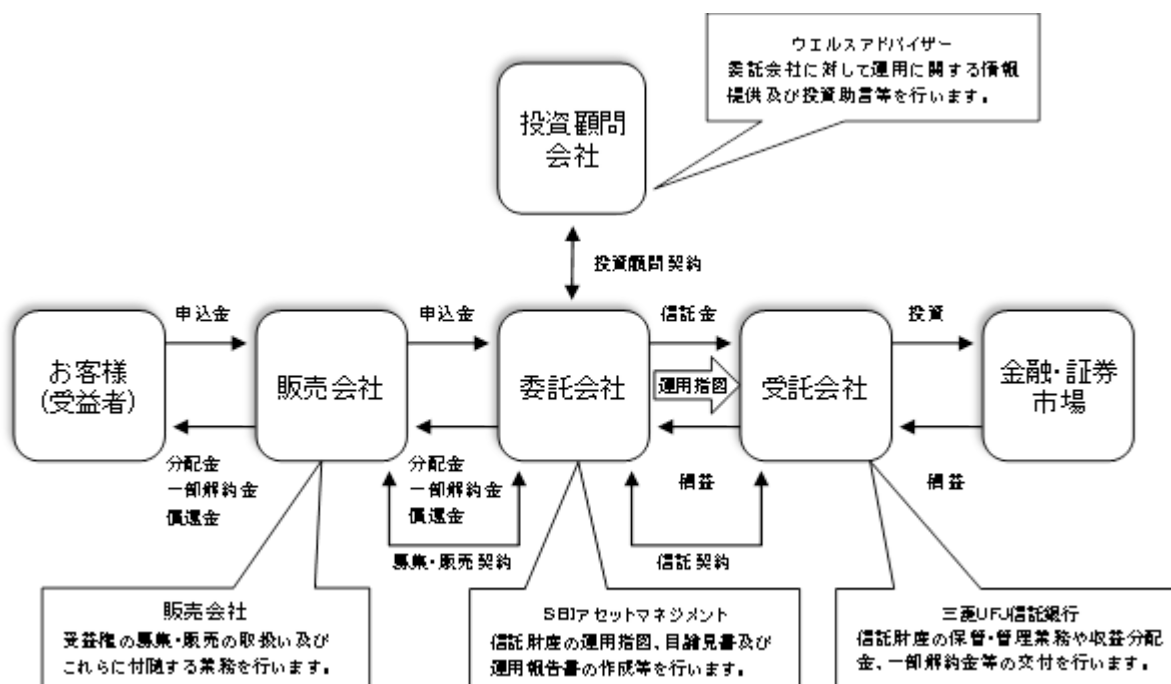 ウエルスアドバイザー
委託会社に対して運用に関する情報
提供及び投資助言等を行います。
投資顧問
会社
投資顧問契約
申込金
申込金
信託金
投資
お客様
(受益者)
販売会社
委託会社
運用指図
受託会社
金融・証券
市場
分配金
一部解約金
償還金
分配金
一部解約金
償還金
損益
損益
募集・販売契約
信託契約
販売会社
受益権の募集・販売の取扱い及び
これらに付随する業務を行います。
SBIアセットマネジメント
信託財産の運用指図、目論見書及び
運用報告書の作成等を行います。
三菱UFJ信託銀行
信託財産の保管・管理業務や収益分配
金、一部解約金等の交付を行います。